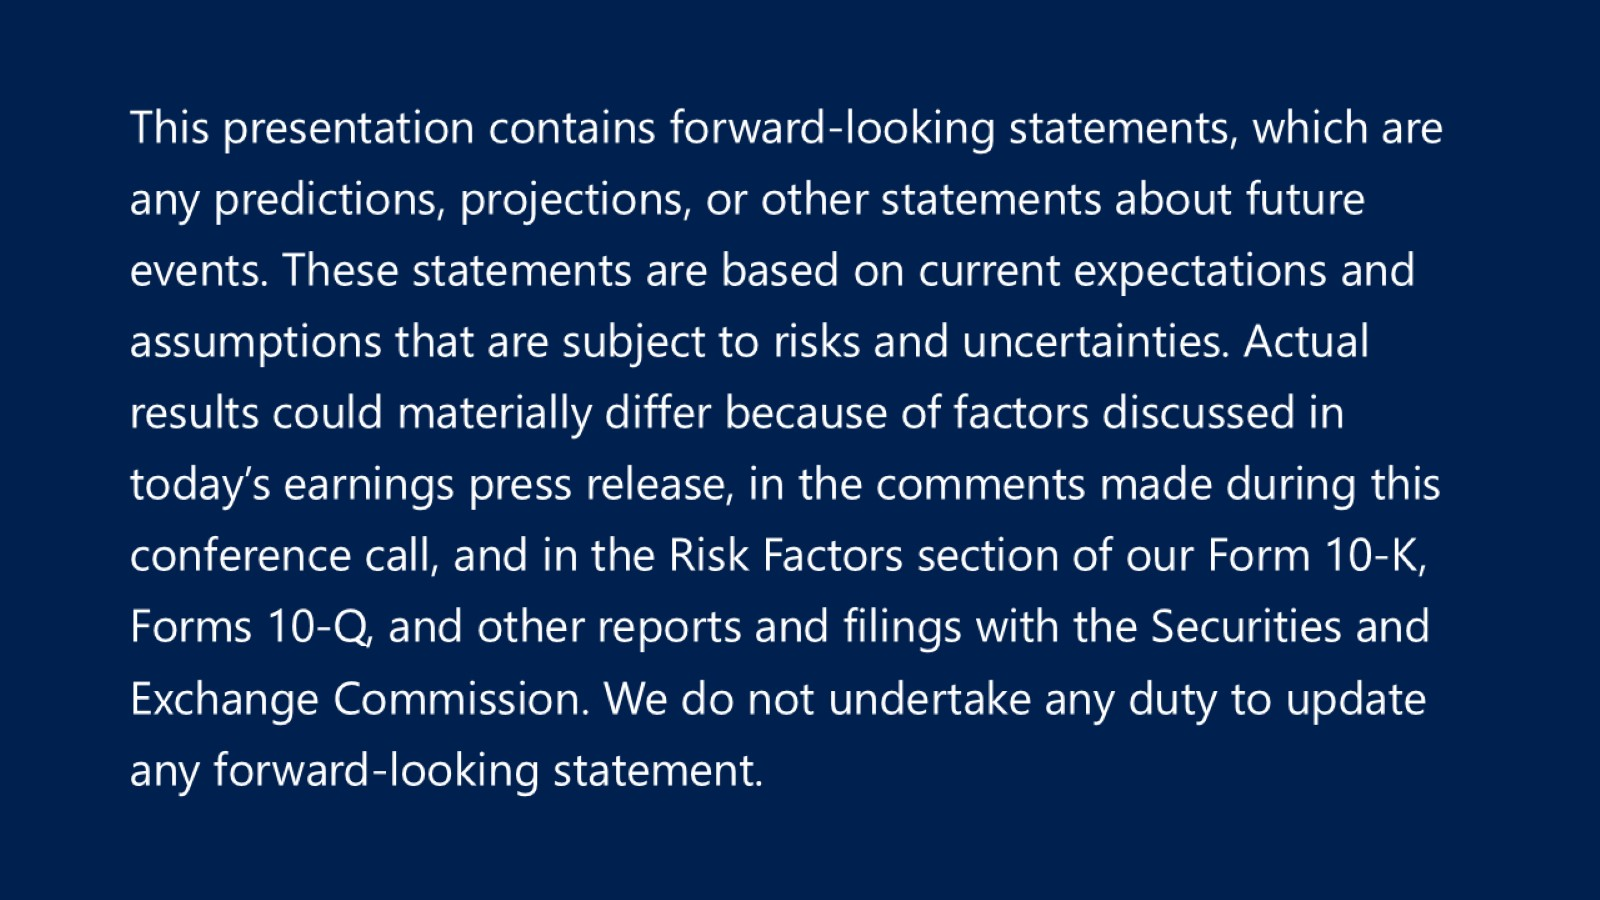 This presentation contains forward-looking statements, which are
any predictions, projections, or other statements about future
events. These statements are based on current expectations and
assumptions that are subject to risks and uncertainties. Actual
results could materially differ because of factors discussed in
today’s earnings press release, in the comments made during this
conference call, and in the Risk Factors section of our Form 10-K,
Forms 10-Q, and other reports and filings with the Securities and
Exchange Commission. We do not undertake any duty to update
any forward-looking statement.